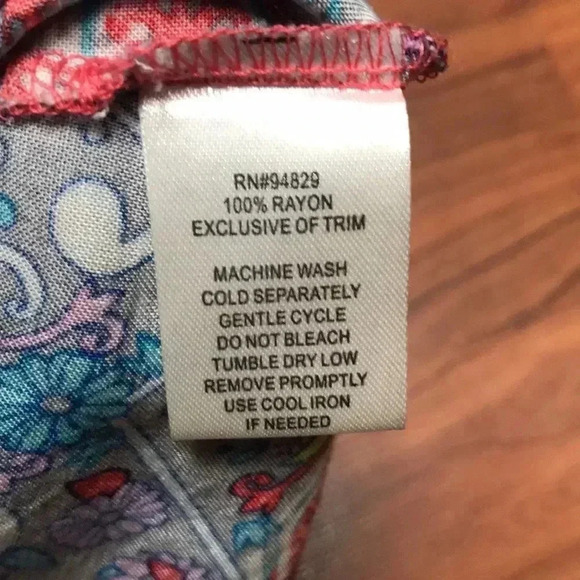 RN#94829
100% RAYON
EXCLUSIVE OF TRIM
MACHINE WASH
COLD SEPARATELY
GENTLE CYCLE
DO NOT BLEACH
TUMBLE DRY LOW
REMOVE PROMPTLY
USE COOL IRON
IF NEEDED